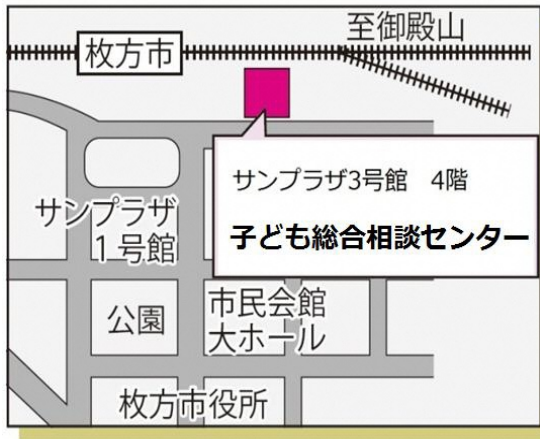 至御殿山
枚方市
サンプラザ3号館 4階
子ども総合相談センター
サンプラザ
1号館
公園
市民会館
大ホール
枚方市役所